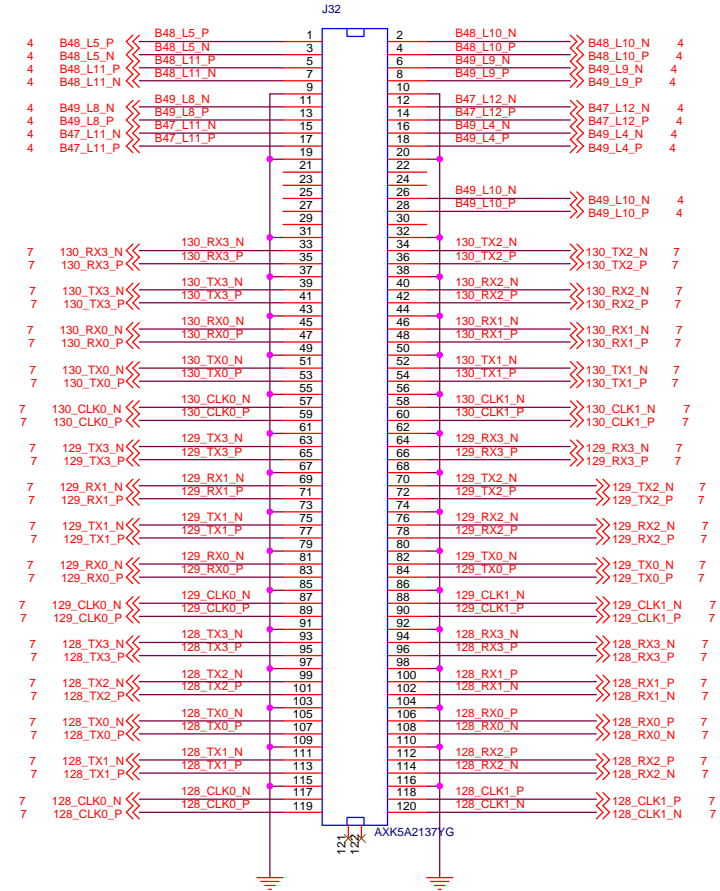 J32
4 B48_L5_P B48_L5_P 1 2 B48_L10_N B48_L10_N 4
4 B48_L5_N B48_L5_N 3 4 B48_L10_P B48_L10_P 4
4 B48_L11_P B48_L11_P 5 6 B49_L9_N B49_L9_N 4
4 B48_L11_N B48_L11_N 7 8 B49_L9_P B49_L9_P 4
9 10
4 B49_L8_N B49_L8_N 11 12 B47_L12_N B47_L12_N 4
4 B49_L8_P B49_L8_P 13 14 B47_L12_P B47_L12_P 4
4 B47_L11_N B47_L11_N 15 16 B49_L4_N B49_L4_N 4
4 B47_L11_P B47_L11_P 17 18 B49_L4_P B49_L4_P 4
19 20
21 22
23 24
25 26 B49_L10_N B49_L10_N 4
27 28 B49_L10_P B49_L10_P 4
29 30
31 32
7 130_RX3_N 130_RX3_N 33 34 130_TX2_N 130_TX2_N 7
7 130_RX3_P 130_RX3_P 35 36 130_TX2_P 130_TX2_P 7
37 38
7 130_TX3_N 130_TX3_N 39 40 130_RX2_N 130_RX2_N 7
7 130_TX3_P 130_TX3_P 41 42 130_RX2_P 130_RX2_P 7
43 44
7 130_RX0_N 130_RX0_N 45 46 130_RX1_N 130_RX1_N 7
7 130_RX0_P 130_RX0_P 47 48 130_RX1_P 130_RX1_P 7
49 50
7 130_TX0_N 130_TX0_N 51 52 130_TX1_N 130_TX1_N 7
7 130_TX0_P 130_TX0_P 53 54 130_TX1_P 130_TX1_P 7
55 56
7 130_CLK0_N 130_CLK0_N 57 58 130_CLK1_N 130_CLK1_N 7
7 130_CLK0_P 130_CLK0_P 59 60 130_CLK1_P 130_CLK1_P 7
61 62
7 129_TX3_N 129_TX3_N 63 64 129_RX3_N 129_RX3_N 7
7 129_TX3_P 129_TX3_P 65 66 129_RX3_P 129_RX3_P 7
67 68
7 129_RX1_N 129_RX1_N 69 70 129_TX2_N 129_TX2_N 7
7 129_RX1_P 129_RX1_P 71 72 129_TX2_P 129_TX2_P 7
73 74
7 129_TX1_N 129_TX1_N 75 76 129_RX2_N 129_RX2_N 7
7 129_TX1_P 129_TX1_P 77 78 129_RX2_P 129_RX2_P 7
79 80
7 129_RX0_N 129_RX0_N 81 82 129_TX0_N 129_TX0_N 7
7 129_RX0_P 129_RX0_P 83 84 129_TX0_P 129_TX0_P 7
85 86
7 129_CLK0_N 129_CLK0_N 87 88 129_CLK1_N 129_CLK1_N 7
7 129_CLK0_P 129_CLK0_P 89 90 129_CLK1_P 129_CLK1_P 7
91 92
7 128_TX3_N 128_TX3_N 93 94 128_RX3_N 128_RX3_N 7
7 128_TX3_P 128_TX3_P 95 96 128_RX3_P 128_RX3_P 7
97 98
7 128_TX2_N 128_TX2_N 99 100 128_RX1_P 128_RX1_P 7
7 128_TX2_P 128_TX2_P 101 102 128_RX1_N 128_RX1_N 7
103 104
7 128_TX0_N 128_TX0_N 105 106 128_RX0_P 128_RX0_P 7
7 128_TX0_P 128_TX0_P 107 108 128_RX0_N 128_RX0_N 7
109 110
7 128_TX1_N 128_TX1_N 111 112 128_RX2_P 128_RX2_P 7
7 128_TX1_P 128_TX1_P 113 114 128_RX2_N 128_RX2_N 7
115 116
7 128_CLK0_N 128_CLK0_N 117 118 128_CLK1_P 128_CLK1_P 7
7 128_CLK0_P 128_CLK0_P 119 120 128_CLK1_N 128_CLK1_N 7
121 122 AXK5A2137YG